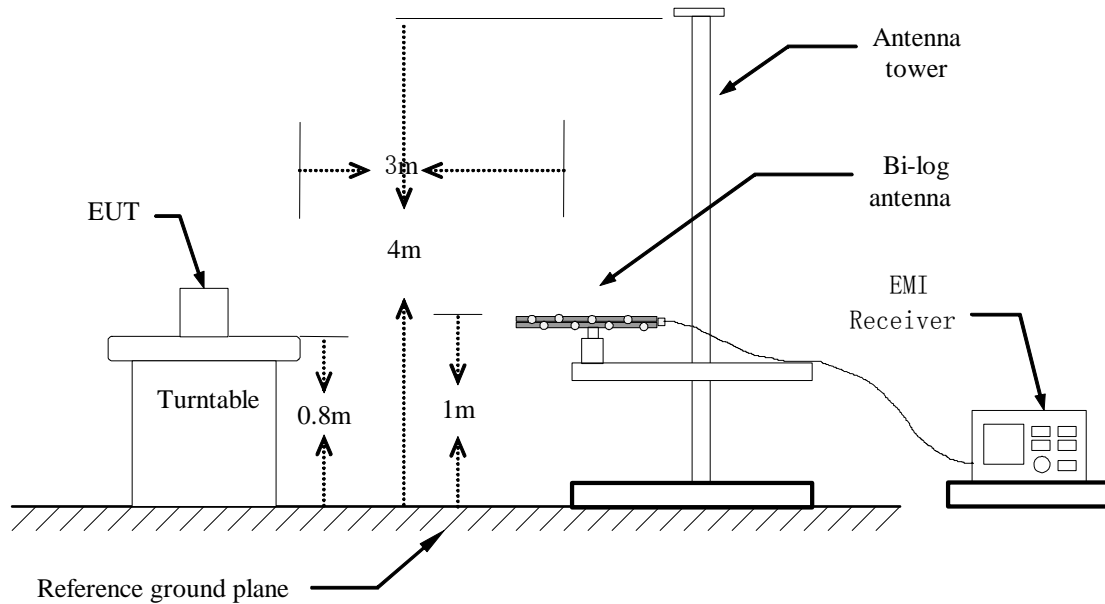 Antenna
tower
3m
Bi-log
antenna
EUT
4m
EMI
Receiver
Turntable
0.8m
1m
Reference ground plane